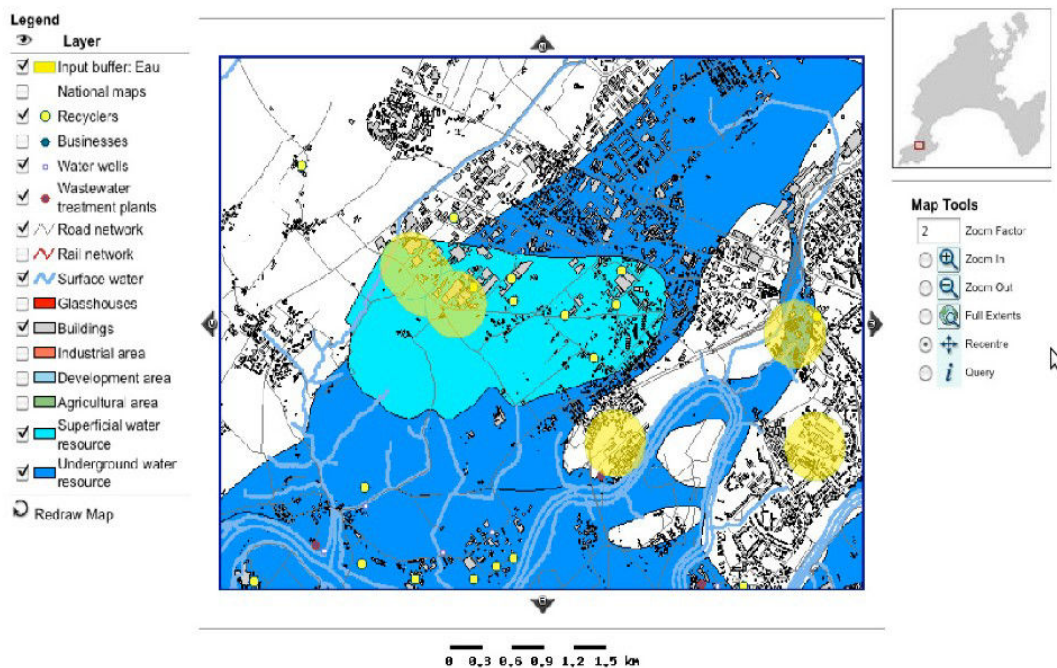 Legend
Layer
Input buffer: Eau
National maps
Recyclers
Businesses
Water wells
Wastewater
treatment plants
Road network
Rail network
Surface water
Glasshouses
Buildings
Industrial area
Development area
Agricultural area
Superficial water
resource
Underground water
resource
Redraw Map
Map Tools
2 Zoom Factor
Zoom In
Zoom Out
Full Extents
Recentre
i Query
0 0.3 0.6 0.9 1.2 1.5 km